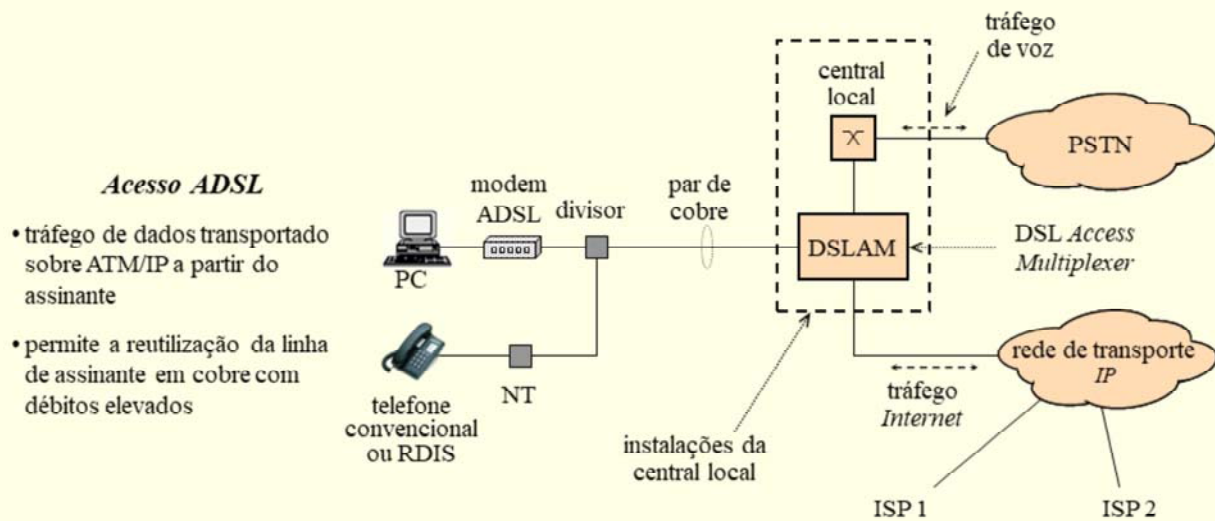 Acesso ADSL
• tráfego de dados transportado
sobre ATM/IP a partir do
assinante
• permite a reutilização da linha
de assinante em cobre com
débitos elevados
PC
modem
ADSL
divisor
telefone
convencional
ou RDIS
NT
par de
cobre
central
local
DSLAM
instalações da
central local
tráfego
de voz
PSTN
DSL Access
Multiplexer
tráfego
Internet
rede de transporte
IP
ISP 1
ISP 2